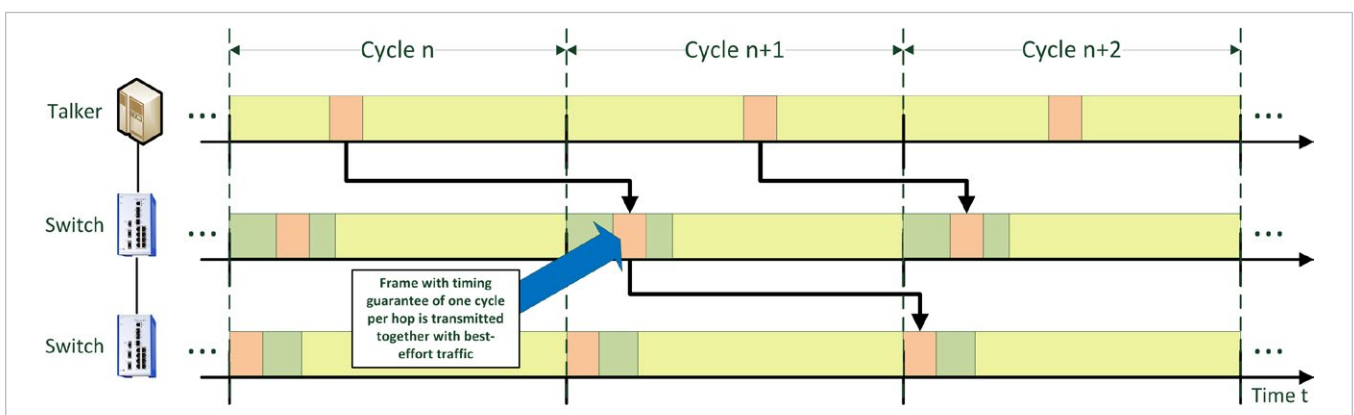 Cycle n
Cycle n+1
Cycle n+2
Talker
...
...
Switch
...
...
Frame with timing
guarantee of one cycle
per hop is transmitted
together with best-
effort traffic
Switch
...
...
Time t